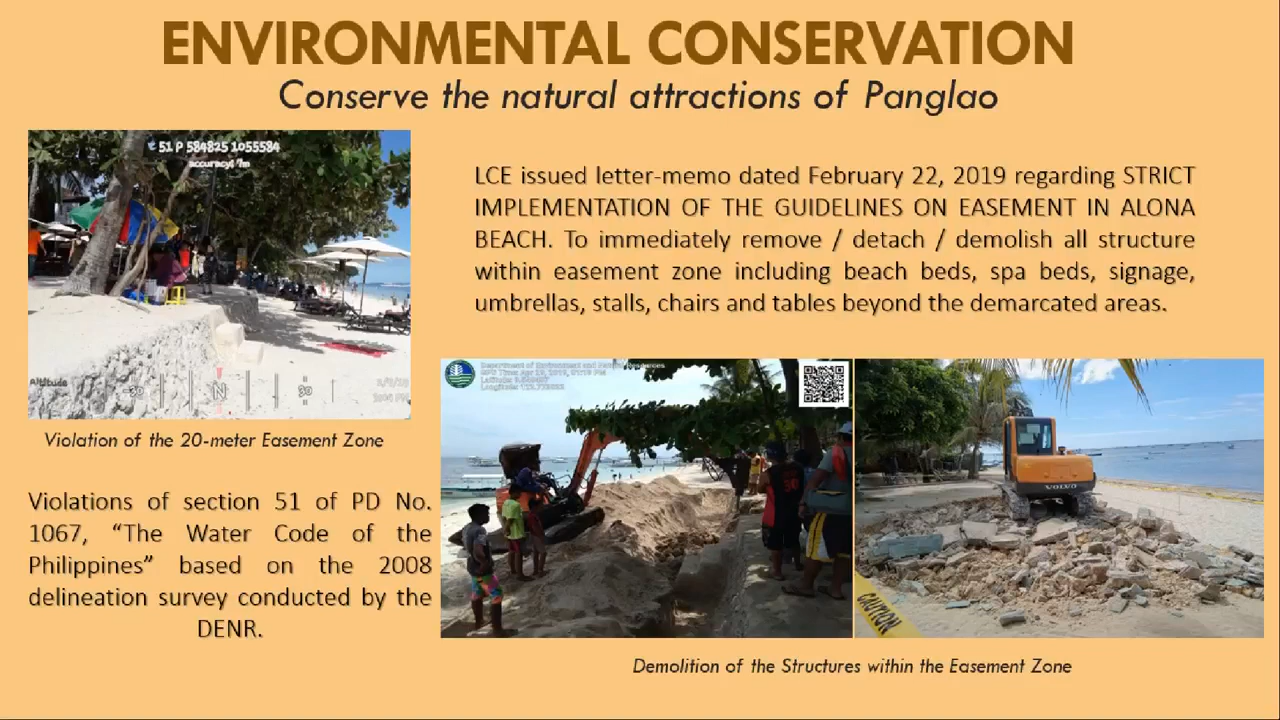 ENVIRONMENTAL CONSERVATION
Conserve the natural attractions of Panglao
51 P 584825 1055584
accuracy: 7m
Altitude
N
Violation of the 20-meter Easement Zone
Violations of section 51 of PD No.
1067, “The Water Code of the
Philippines” based on the 2008
delineation survey conducted by the
DENR.
LCE issued letter-memo dated February 22, 2019 regarding STRICT
IMPLEMENTATION OF THE GUIDELINES ON EASEMENT IN ALONA
BEACH. To immediately remove / detach / demolish all structure
within easement zone including beach beds, spa beds, signage,
umbrellas, stalls, chairs and tables beyond the demarcated areas.
Department of Environment and Natural Resources
Latitude:
Longitude:
VOLVO
CAUTION
Demolition of the Structures within the Easement Zone